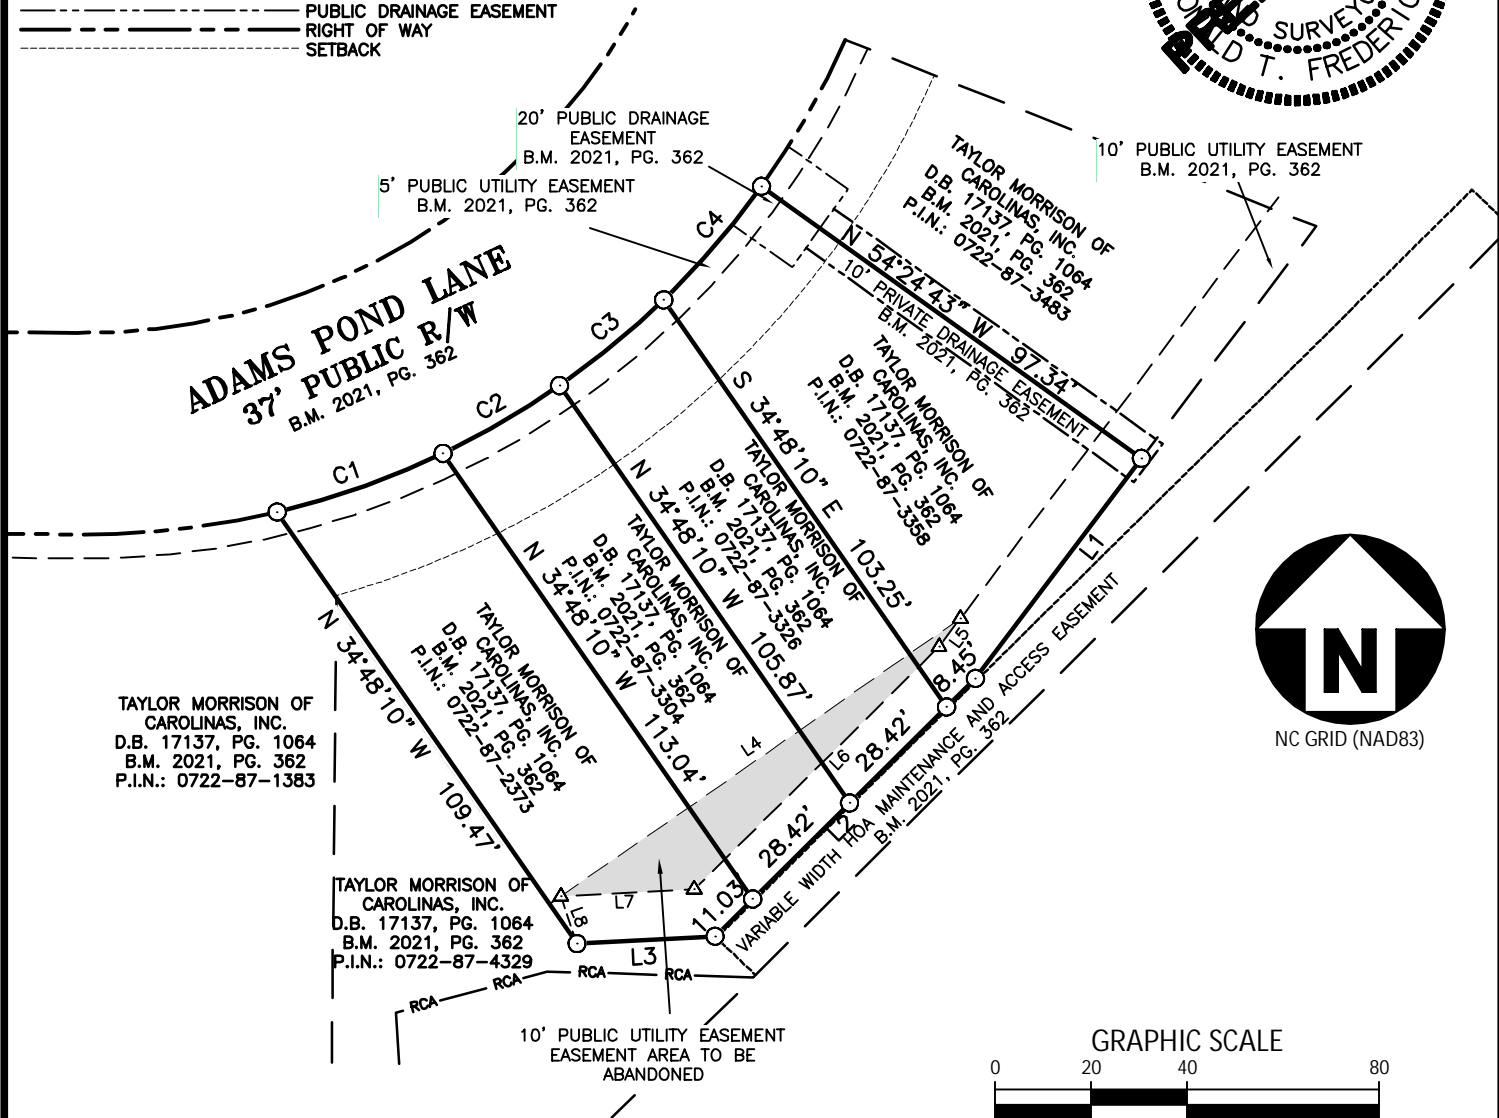 PUBLIC DRAINAGE EASEMENT
RIGHT OF WAY
SETBACK
SURVEYO
T. FREDERIC
20' PUBLIC DRAINAGE
EASEMENT
B.M. 2021, PG. 362
5' PUBLIC UTILITY EASEMENT
B.M. 2021, PG. 362
10' PUBLIC UTILITY EASEMENT
B.M. 2021, PG. 362
ADAMS POND LANE
37' PUBLIC R/W
B.M. 2021, PG. 362
C1
C2
C3
C4
TAYLOR MORRISON OF
CAROLINAS, INC.
D.B. 17137, PG. 1064
B.M. 2021, PG. 362
P.I.N.: 0722-87-3483
N 54°24'43" W 97.34'
10' PRIVATE DRAINAGE EASEMENT
B.M. 2021, PG. 362
TAYLOR MORRISON OF
CAROLINAS, INC.
D.B. 17137, PG. 1064
B.M. 2021, PG. 362
P.I.N.: 0722-87-3358
S 34°48'10" E 103.25'
TAYLOR MORRISON OF
CAROLINAS, INC.
D.B. 17137, PG. 1064
B.M. 2021, PG. 362
P.I.N.: 0722-87-3326
N 34°48'10" W 105.87'
TAYLOR MORRISON OF
CAROLINAS, INC.
D.B. 17137, PG. 1064
B.M. 2021, PG. 362
P.I.N.: 0722-87-3304
N 34°48'10" W 113.04'
TAYLOR MORRISON OF
CAROLINAS, INC.
D.B. 17137, PG. 1064
B.M. 2021, PG. 362
P.I.N.: 0722-87-2373
N 34°48'10" W 109.47'
TAYLOR MORRISON OF
CAROLINAS, INC.
D.B. 17137, PG. 1064
B.M. 2021, PG. 362
P.I.N.: 0722-87-1383
TAYLOR MORRISON OF
CAROLINAS, INC.
D.B. 17137, PG. 1064
B.M. 2021, PG. 362
P.I.N.: 0722-87-4329
L1
L5
8.45'
L4
L6
28.42'
L2
28.42'
11.03'
L7
L8
L3
VARIABLE WIDTH HOA MAINTENANCE AND ACCESS EASEMENT
B.M. 2021, PG. 362
RCA
RCA
RCA
RCA
10' PUBLIC UTILITY EASEMENT
EASEMENT AREA TO BE
ABANDONED
N
NC GRID (NAD83)
GRAPHIC SCALE
0 20 40 80